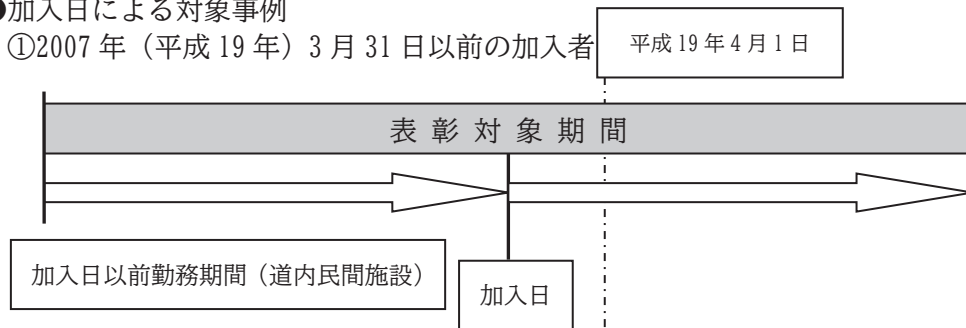 ●加入日による対象事例
①2007年（平成19年）3月31日以前の加入者
平成19年4月1日
表彰対象期間
加入日以前勤務期間（道内民間施設）
加入日